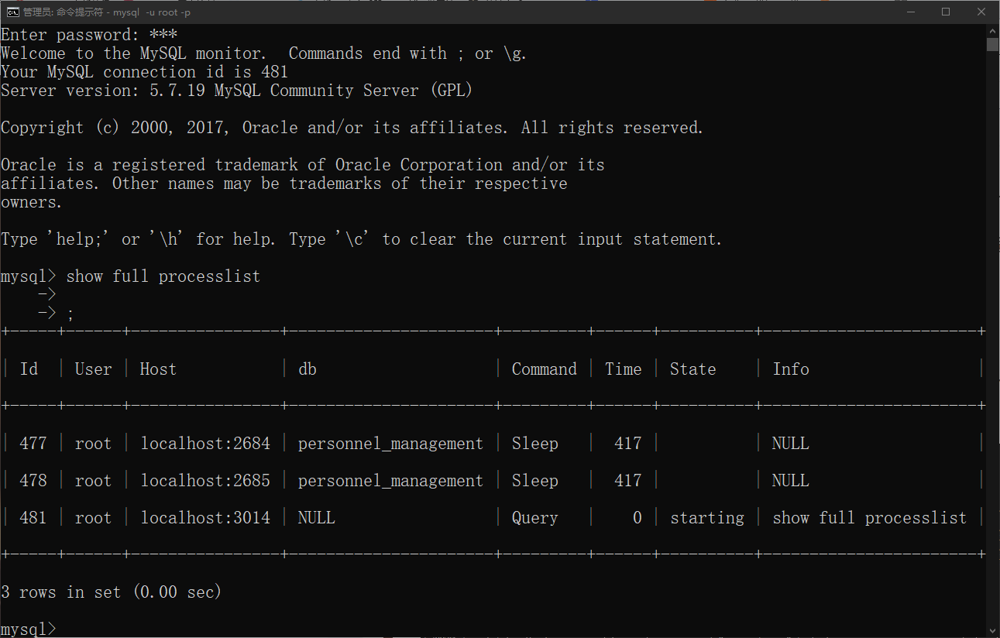 管理员: 命令提示符 - mysql  -u root -p
Enter password: ***
Welcome to the MySQL monitor.  Commands end with ; or \g.
Your MySQL connection id is 481
Server version: 5.7.19 MySQL Community Server (GPL)
Copyright (c) 2000, 2017, Oracle and/or its affiliates. All rights reserved.
Oracle is a registered trademark of Oracle Corporation and/or its
affiliates. Other names may be trademarks of their respective
owners.
Type 'help;' or '\h' for help. Type '\c' to clear the current input statement.
mysql> show full processlist
    ->
    -> ;
+-----+------+----------------+----------------------+---------+------+----------+-----------------------+
| Id  | User | Host           | db                   | Command | Time | State    | Info                  |
+-----+------+----------------+----------------------+---------+------+----------+-----------------------+
| 477 | root | localhost:2684 | personnel_management | Sleep   |  417 |          | NULL                  |
| 478 | root | localhost:2685 | personnel_management | Sleep   |  417 |          | NULL                  |
| 481 | root | localhost:3014 | NULL                 | Query   |    0 | starting | show full processlist |
+-----+------+----------------+----------------------+---------+------+----------+-----------------------+
3 rows in set (0.00 sec)
mysql>